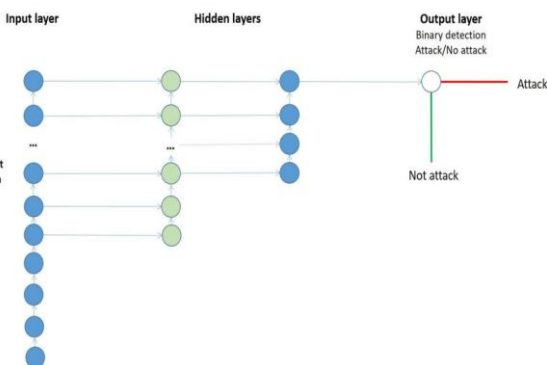 Input layer
Hidden layers
Output layer
Binary detection
Attack/No attack
Attack
...
...
Not attack